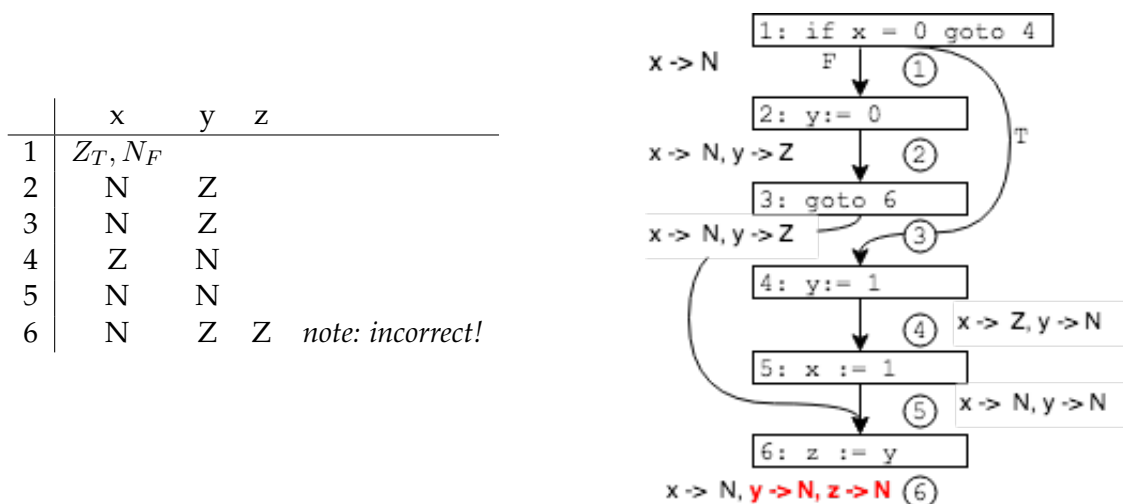 x y z
1 Z_T, N_F
2 N Z
3 N Z
4 Z N
5 N N
6 N Z Z note: incorrect!
1: if x = 0 goto 4
x -> N
F
1
2: y:= 0
T
x -> N, y -> Z
2
3: goto 6
x -> N, y -> Z
3
4: y:= 1
4
x -> Z, y -> N
5: x := 1
5
x -> N, y -> N
6: z := y
x -> N, y -> N, z -> N
6